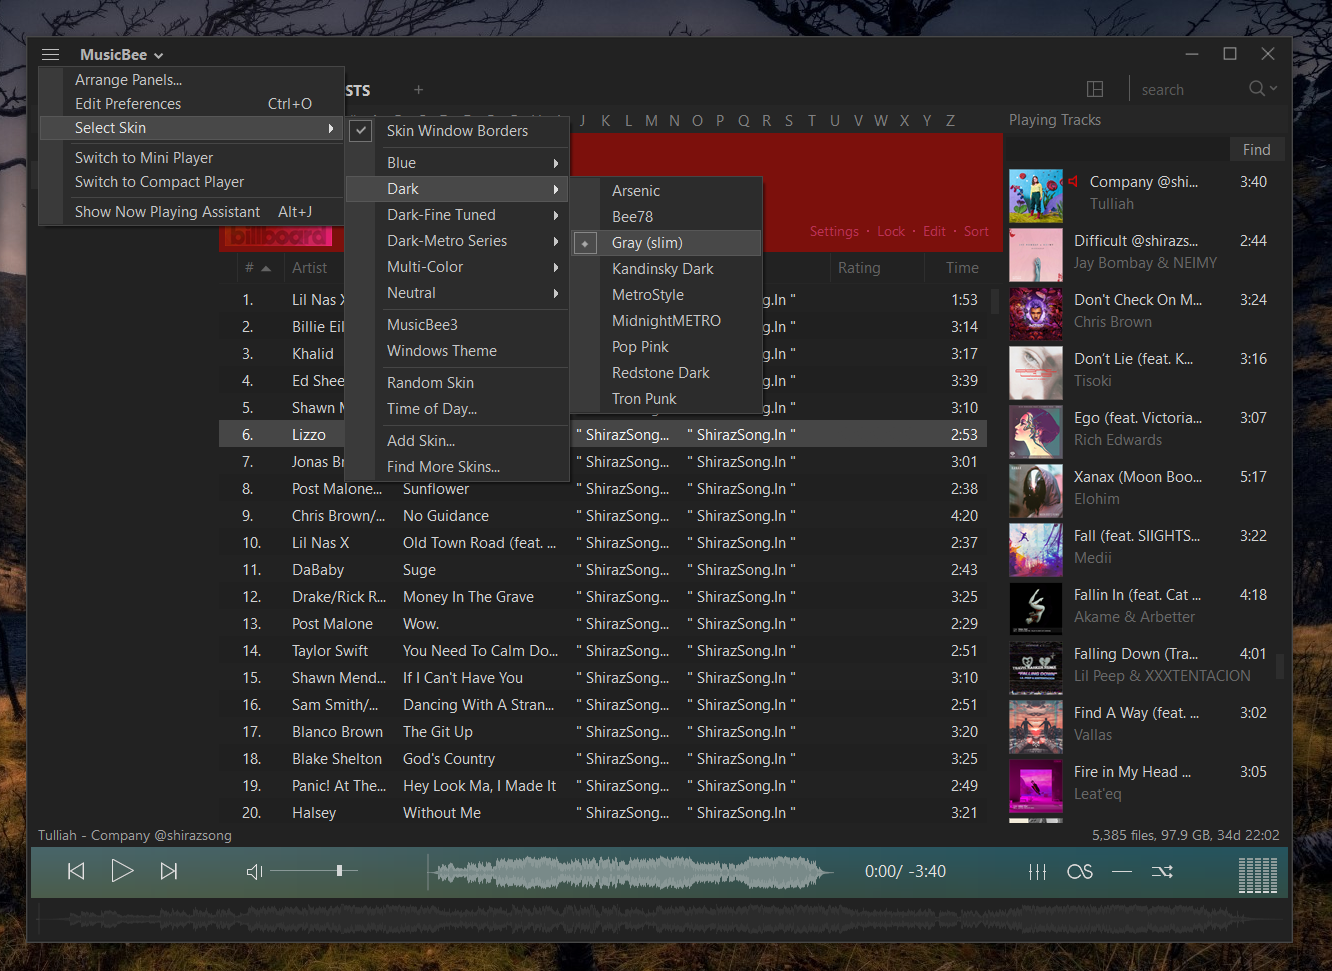 MusicBee
Arrange Panels...
Edit Preferences Ctrl+O
Select Skin
Switch to Mini Player
Switch to Compact Player
Show Now Playing Assistant Alt+J
STS +
search
J K L M N O P Q R S T U V W X Y Z
Skin Window Borders
Blue
Dark
Dark-Fine Tuned
Dark-Metro Series
Multi-Color
Neutral
MusicBee3
Windows Theme
Random Skin
Time of Day...
Add Skin...
Find More Skins...
Arsenic
Bee78
Gray (slim)
Kandinsky Dark
MetroStyle
MidnightMETRO
Pop Pink
Redstone Dark
Tron Punk
billboard
Settings · Lock · Edit · Sort
# Artist Rating Time
1. Lil Nas X g.In " 1:53
2. Billie Eil g.In " 3:14
3. Khalid g.In " 3:17
4. Ed Shee g.In " 3:39
5. Shawn M g.In " 3:10
6. Lizzo " ShirazSong... " ShirazSong.In " 2:53
7. Jonas Br " ShirazSong... " ShirazSong.In " 3:01
8. Post Malone... Sunflower " ShirazSong... " ShirazSong.In " 2:38
9. Chris Brown/... No Guidance " ShirazSong... " ShirazSong.In " 4:20
10. Lil Nas X Old Town Road (feat. ... " ShirazSong... " ShirazSong.In " 2:37
11. DaBaby Suge " ShirazSong... " ShirazSong.In " 2:43
12. Drake/Rick R... Money In The Grave " ShirazSong... " ShirazSong.In " 3:25
13. Post Malone Wow. " ShirazSong... " ShirazSong.In " 2:29
14. Taylor Swift You Need To Calm Do... " ShirazSong... " ShirazSong.In " 2:51
15. Shawn Mend... If I Can't Have You " ShirazSong... " ShirazSong.In " 3:10
16. Sam Smith/... Dancing With A Stran... " ShirazSong... " ShirazSong.In " 2:51
17. Blanco Brown The Git Up " ShirazSong... " ShirazSong.In " 3:20
18. Blake Shelton God's Country " ShirazSong... " ShirazSong.In " 3:25
19. Panic! At The... Hey Look Ma, I Made It " ShirazSong... " ShirazSong.In " 2:49
20. Halsey Without Me " ShirazSong... " ShirazSong.In " 3:21
Playing Tracks
Find
Company @shi... 3:40
Tulliah
Difficult @shirazs... 2:44
Jay Bombay & NEIMY
Don't Check On M... 3:24
Chris Brown
Don't Lie (feat. K... 3:16
Tisoki
Ego (feat. Victoria... 3:07
Rich Edwards
Xanax (Moon Boo... 5:17
Elohim
Fall (feat. SIIGHTS... 3:22
Medii
Fallin In (feat. Cat ... 4:18
Akame & Arbetter
Falling Down (Tra... 4:01
Lil Peep & XXXTENTACION
Find A Way (feat. ... 3:02
Vallas
Fire in My Head ... 3:05
Leat'eq
Tulliah - Company @shirazsong
5,385 files, 97.9 GB, 34d 22:02
0:00/ -3:40